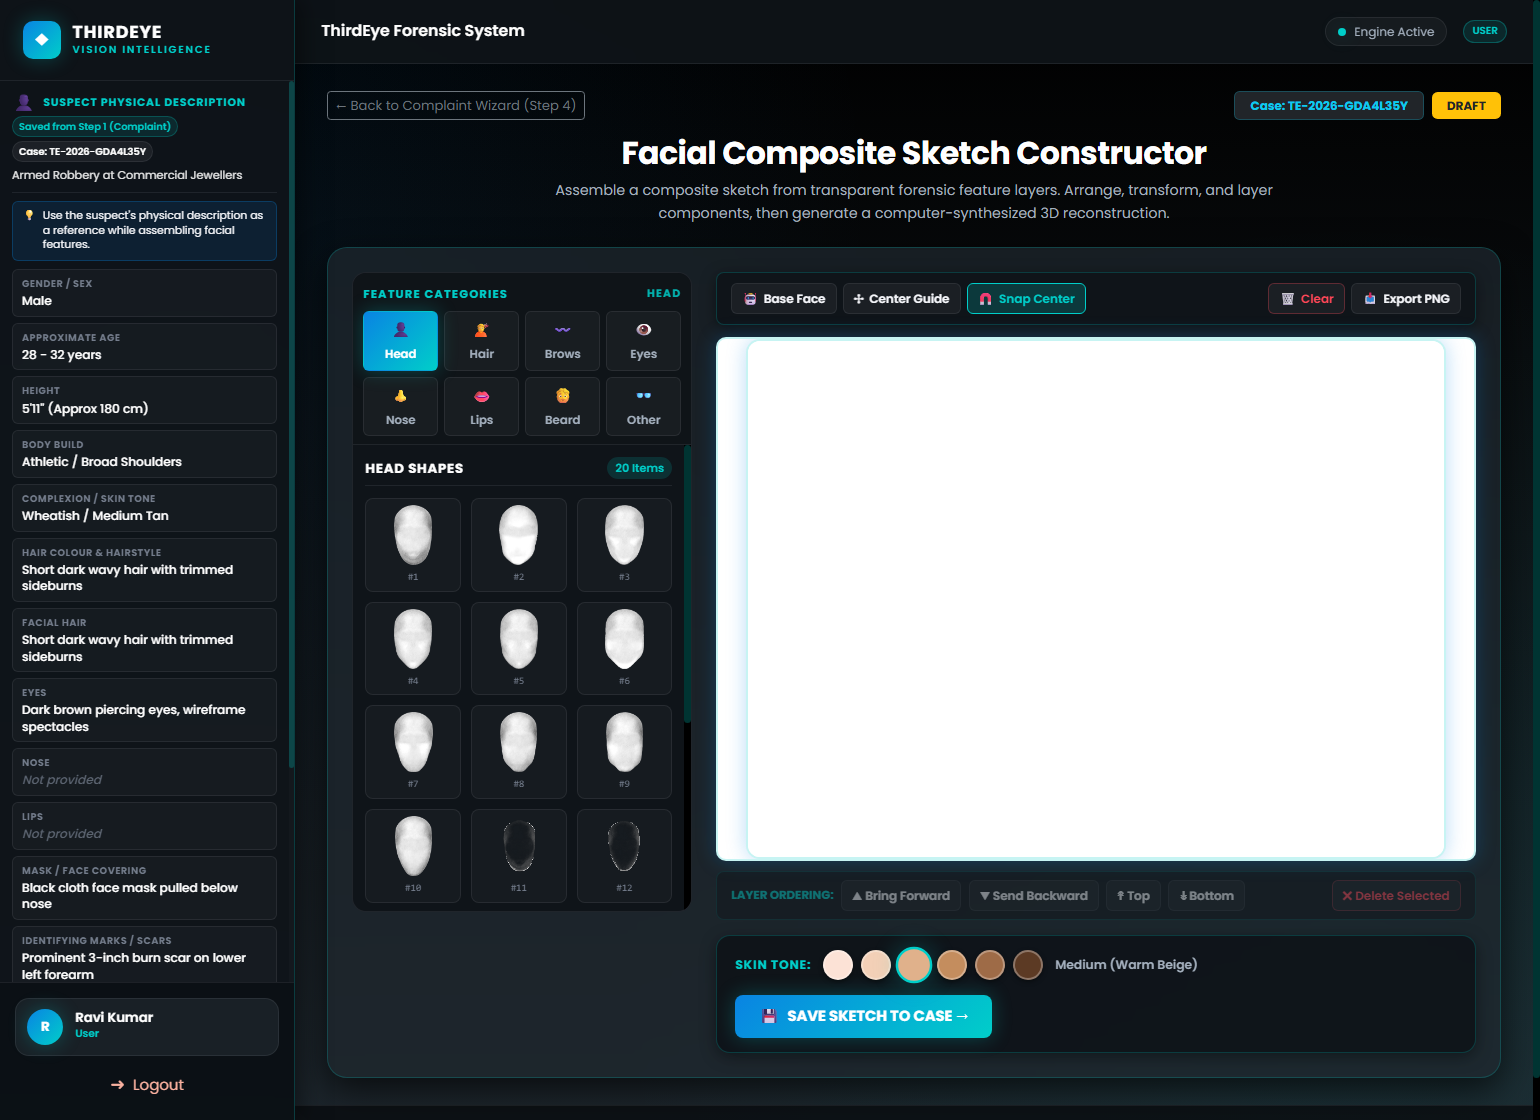 THIRDEYE
VISION INTELLIGENCE
SUSPECT PHYSICAL DESCRIPTION
Saved from Step 1 (Complaint)
Case: TE-2026-GDA4L35Y
Armed Robbery at Commercial Jewellers
Use the suspect's physical description as
a reference while assembling facial
features.
GENDER / SEX
Male
APPROXIMATE AGE
28 - 32 years
HEIGHT
5'11" (Approx 180 cm)
BODY BUILD
Athletic / Broad Shoulders
COMPLEXION / SKIN TONE
Wheatish / Medium Tan
HAIR COLOUR & HAIRSTYLE
Short dark wavy hair with trimmed
sideburns
FACIAL HAIR
Short dark wavy hair with trimmed
sideburns
EYES
Dark brown piercing eyes, wireframe
spectacles
NOSE
Not provided
LIPS
Not provided
MASK / FACE COVERING
Black cloth face mask pulled below
nose
IDENTIFYING MARKS / SCARS
Prominent 3-inch burn scar on lower
left forearm
R
Ravi Kumar
User
→ Logout
ThirdEye Forensic System
Engine Active
USER
← Back to Complaint Wizard (Step 4)
Case: TE-2026-GDA4L35Y
DRAFT
Facial Composite Sketch Constructor
Assemble a composite sketch from transparent forensic feature layers. Arrange, transform, and layer
components, then generate a computer-synthesized 3D reconstruction.
FEATURE CATEGORIES
HEAD
Head
Hair
Brows
Eyes
Nose
Lips
Beard
Other
HEAD SHAPES
20 Items
#1
#2
#3
#4
#5
#6
#7
#8
#9
#10
#11
#12
Base Face
Center Guide
Snap Center
Clear
Export PNG
LAYER ORDERING:
▲ Bring Forward
▼ Send Backward
Top
Bottom
✕ Delete Selected
SKIN TONE:
Medium (Warm Beige)
SAVE SKETCH TO CASE →